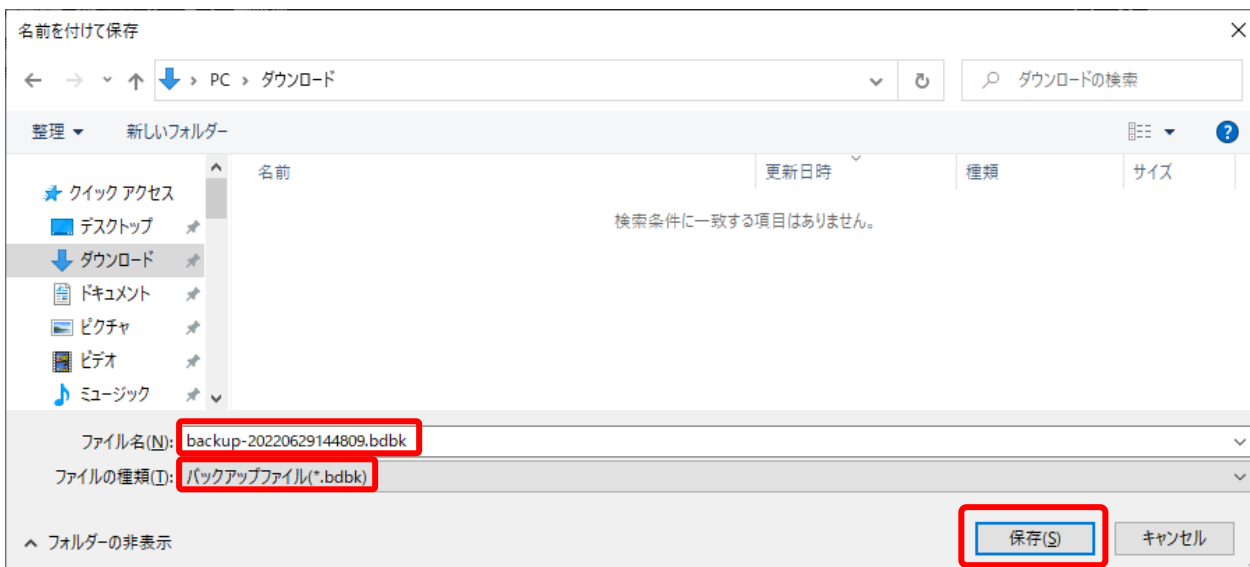 名前を付けて保存
PC › ダウンロード
ダウンロードの検索
整理
新しいフォルダー
名前
更新日時
種類
サイズ
クイック アクセス
デスクトップ
ダウンロード
ドキュメント
ピクチャ
ビデオ
ミュージック
検索条件に一致する項目はありません。
ファイル名(N): backup-20220629144809.bdbk
ファイルの種類(T): バックアップファイル(*.bdbk)
フォルダーの非表示
保存(S)
キャンセル